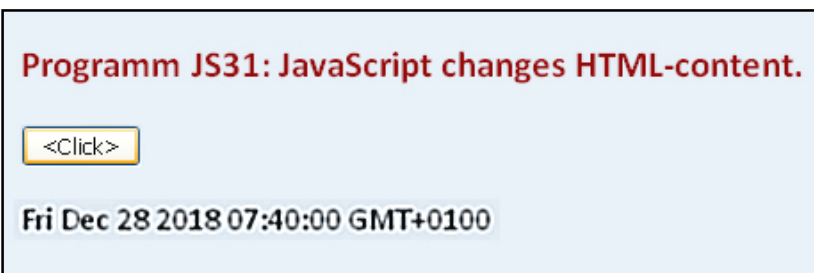 Programm JS31: JavaScript changes HTML-content.
<Click>
Fri Dec 28 2018 07:40:00 GMT+0100